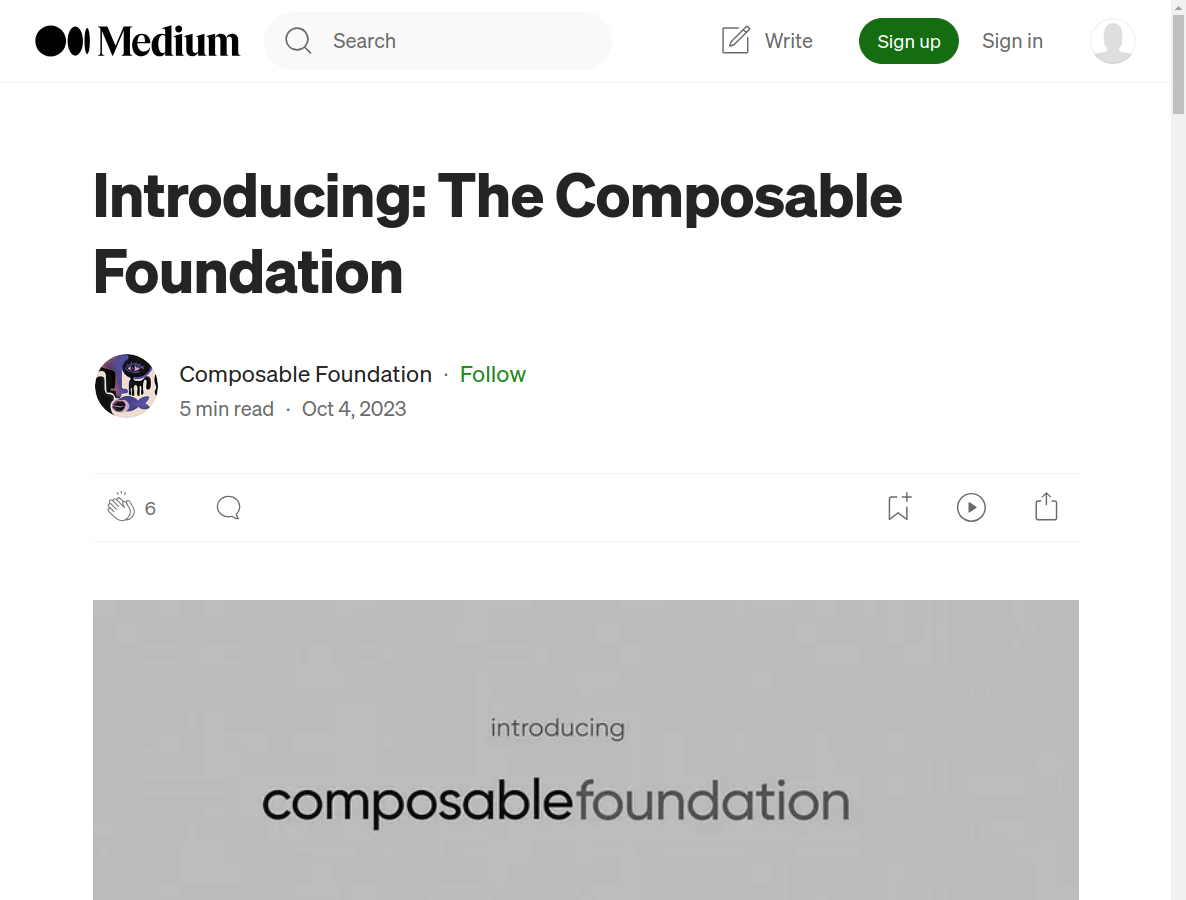 Medium
Search
Write
Sign up
Sign in
Introducing: The Composable
Foundation
Composable Foundation · Follow
5 min read · Oct 4, 2023
6
introducing
composablefoundation